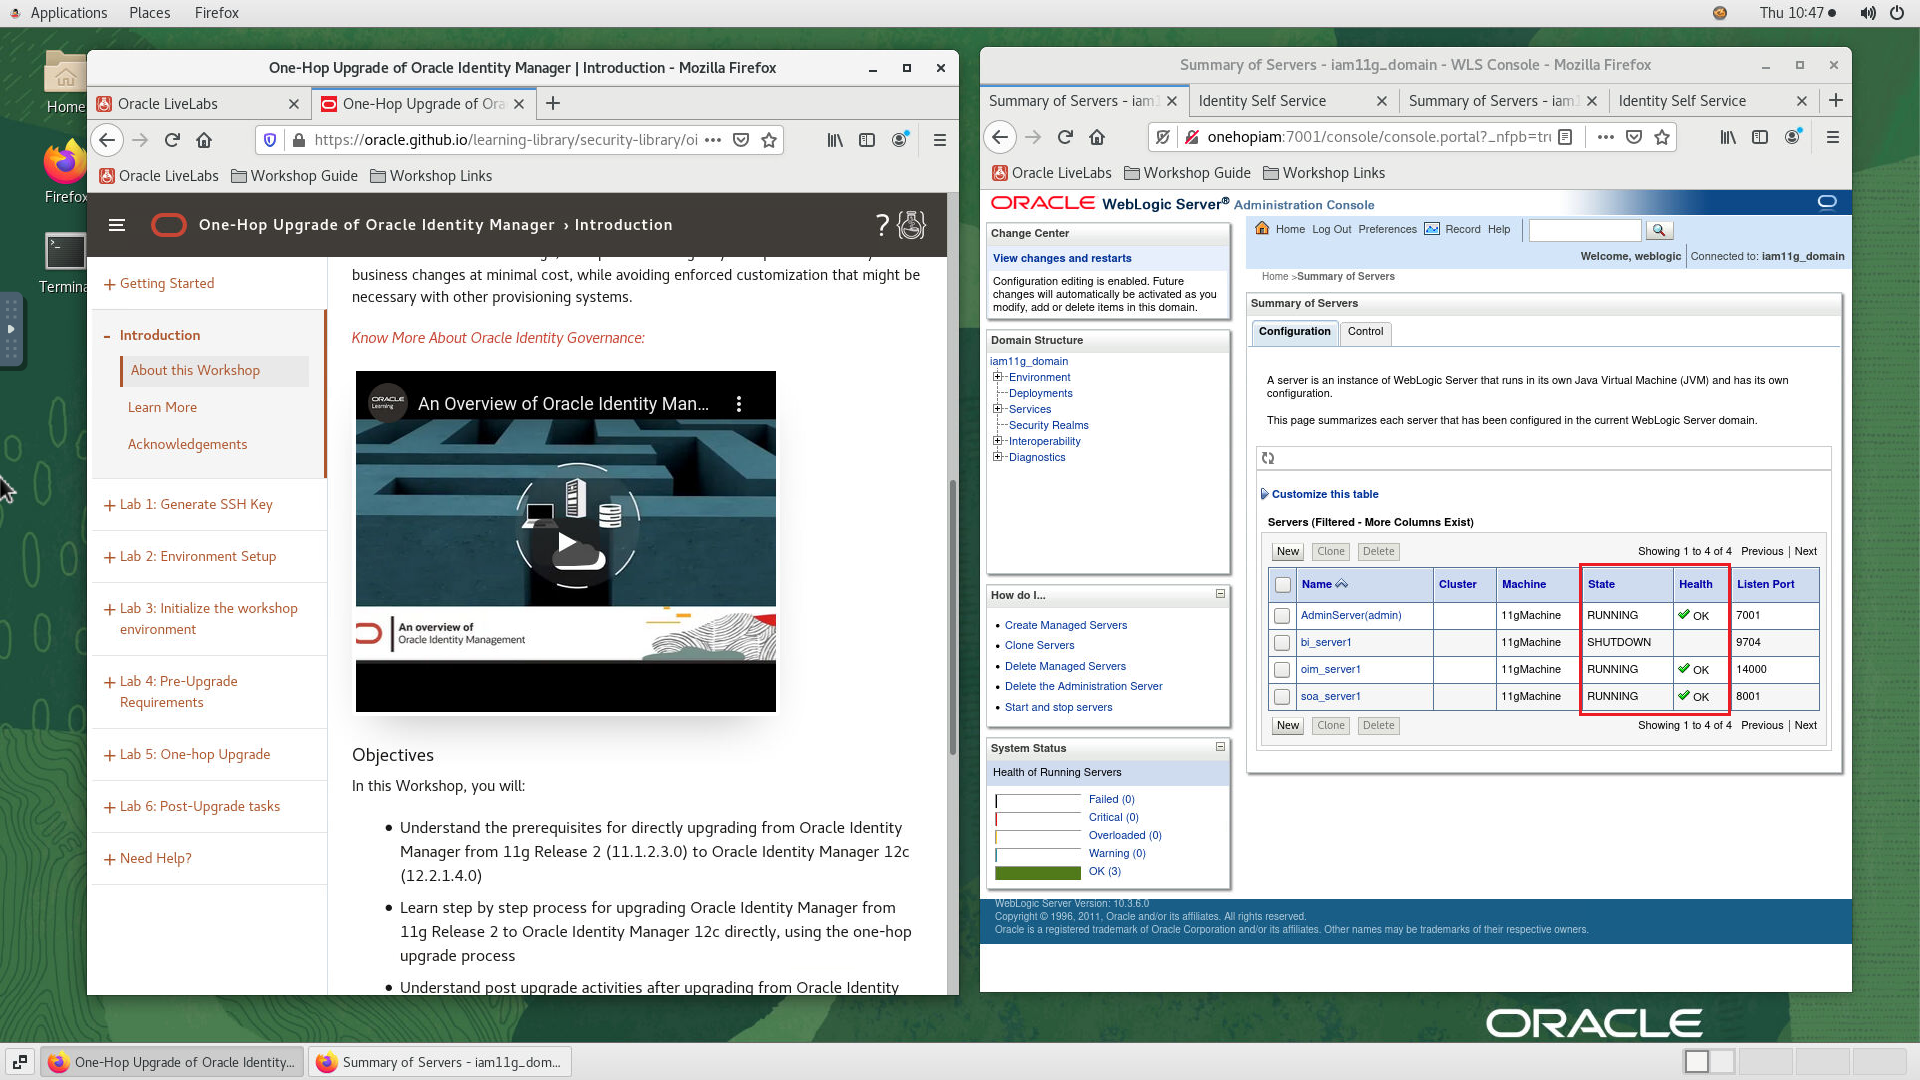 Applications Places Firefox
Thu 10:47
Home
Firefox
Termina
One-Hop Upgrade of Oracle Identity Manager | Introduction - Mozilla Firefox
Oracle LiveLabs
One-Hop Upgrade of Ora
https://oracle.github.io/learning-library/security-library/oi
Oracle LiveLabs Workshop Guide Workshop Links
One-Hop Upgrade of Oracle Identity Manager › Introduction
?
+ Getting Started
- Introduction
About this Workshop
Learn More
Acknowledgements
+ Lab 1: Generate SSH Key
+ Lab 2: Environment Setup
+ Lab 3: Initialize the workshop
environment
+ Lab 4: Pre-Upgrade
Requirements
+ Lab 5: One-hop Upgrade
+ Lab 6: Post-Upgrade tasks
+ Need Help?
business changes at minimal cost, while avoiding enforced customization that might be
necessary with other provisioning systems.
Know More About Oracle Identity Governance:
ORACLE
Learning
An Overview of Oracle Identity Man...
An overview of
Oracle Identity Management
Objectives
In this Workshop, you will:
• Understand the prerequisites for directly upgrading from Oracle Identity
Manager from 11g Release 2 (11.1.2.3.0) to Oracle Identity Manager 12c
(12.2.1.4.0)
• Learn step by step process for upgrading Oracle Identity Manager from
11g Release 2 to Oracle Identity Manager 12c directly, using the one-hop
upgrade process
• Understand post upgrade activities after upgrading from Oracle Identity
Summary of Servers - iam11g_domain - WLS Console - Mozilla Firefox
Summary of Servers - iam1
Identity Self Service
Summary of Servers - iam1
Identity Self Service
onehopiam:7001/console/console.portal?_nfpb=tru
Oracle LiveLabs Workshop Guide Workshop Links
ORACLE WebLogic Server® Administration Console
Change Center
View changes and restarts
Configuration editing is enabled. Future
changes will automatically be activated as you
modify, add or delete items in this domain.
Domain Structure
iam11g_domain
Environment
Deployments
Services
Security Realms
Interoperability
Diagnostics
How do I...
• Create Managed Servers
• Clone Servers
• Delete Managed Servers
• Delete the Administration Server
• Start and stop servers
System Status
Health of Running Servers
Failed (0)
Critical (0)
Overloaded (0)
Warning (0)
OK (3)
Home Log Out Preferences Record Help
Welcome, weblogic Connected to: iam11g_domain
Home >Summary of Servers
Summary of Servers
Configuration Control
A server is an instance of WebLogic Server that runs in its own Java Virtual Machine (JVM) and has its own
configuration.
This page summarizes each server that has been configured in the current WebLogic Server domain.
Customize this table
Servers (Filtered - More Columns Exist)
New Clone Delete Showing 1 to 4 of 4 Previous | Next
Name Cluster Machine State Health Listen Port
AdminServer(admin) 11gMachine RUNNING OK 7001
bi_server1 11gMachine SHUTDOWN 9704
oim_server1 11gMachine RUNNING OK 14000
soa_server1 11gMachine RUNNING OK 8001
New Clone Delete Showing 1 to 4 of 4 Previous | Next
WebLogic Server Version: 10.3.6.0
Copyright © 1996, 2011, Oracle and/or its affiliates. All rights reserved.
Oracle is a registered trademark of Oracle Corporation and/or its affiliates. Other names may be trademarks of their respective owners.
ORACLE
One-Hop Upgrade of Oracle Identity...
Summary of Servers - iam11g_dom...